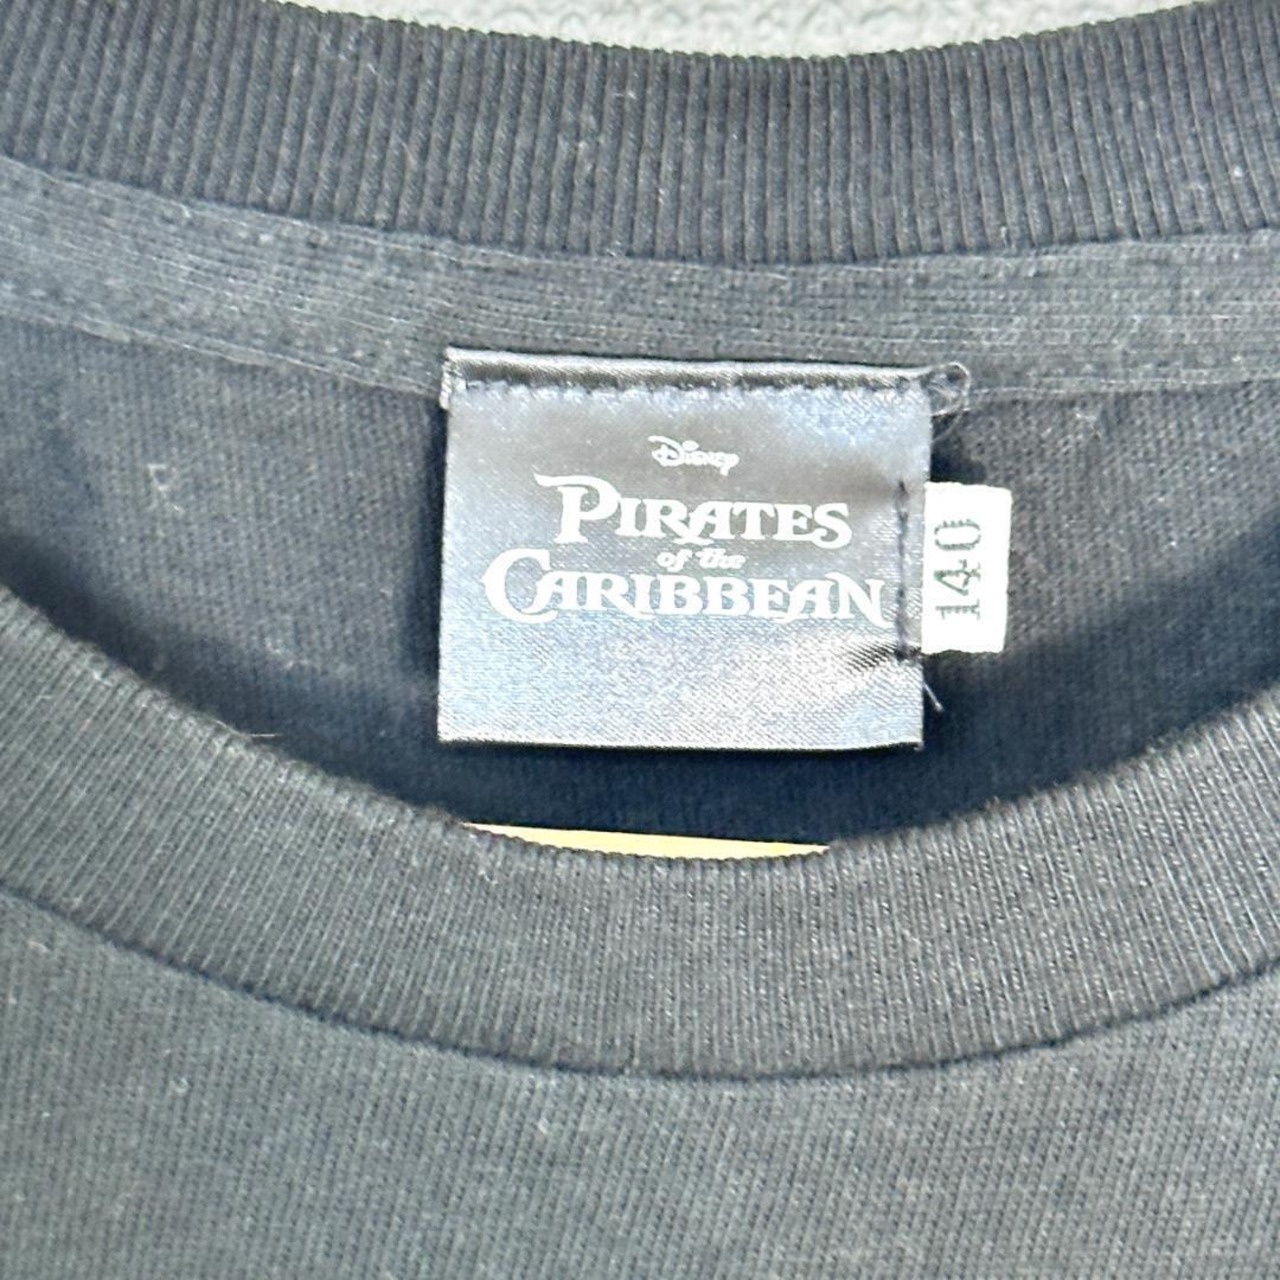 Disney
PIRATES
of the
CARIBBEAN
140